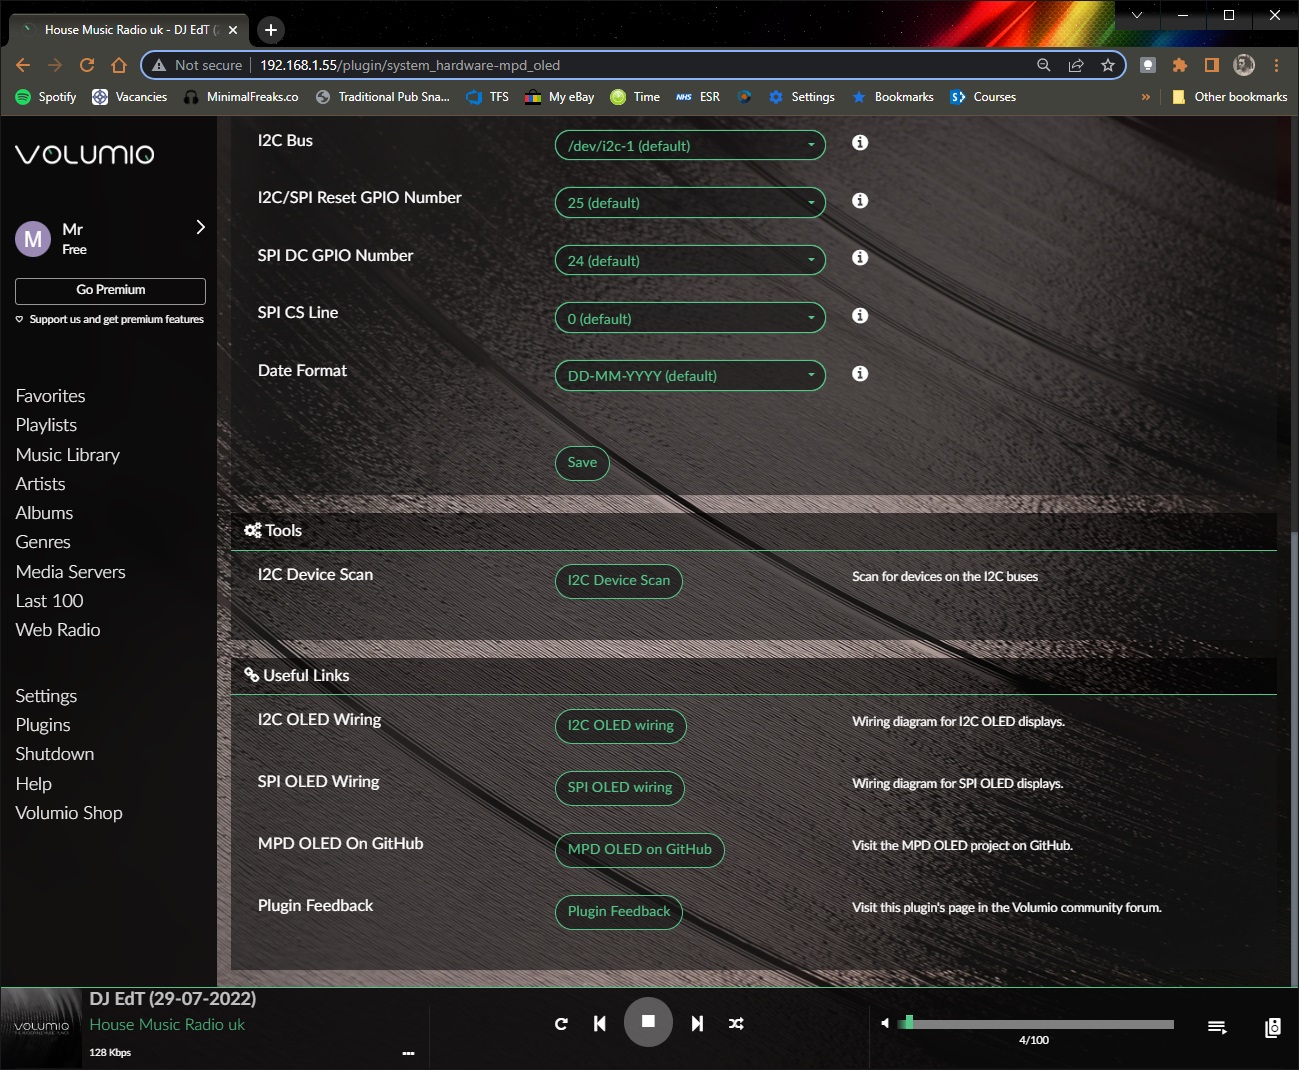 House Music Radio uk - DJ EdT (2
Not secure
192.168.1.55/plugin/system_hardware-mpd_oled
Spotify
Vacancies
MinimalFreaks.co
Traditional Pub Sna...
TFS
My eBay
Time
NHS
ESR
Settings
Bookmarks
S
Courses
»
Other bookmarks
VOLUMIO
M
Mr
Free
Go Premium
Support us and get premium features
Favorites
Playlists
Music Library
Artists
Albums
Genres
Media Servers
Last 100
Web Radio
Settings
Plugins
Shutdown
Help
Volumio Shop
I2C Bus
/dev/i2c-1 (default)
I2C/SPI Reset GPIO Number
25 (default)
SPI DC GPIO Number
24 (default)
SPI CS Line
0 (default)
Date Format
DD-MM-YYYY (default)
Save
Tools
I2C Device Scan
I2C Device Scan
Scan for devices on the I2C buses
Useful Links
I2C OLED Wiring
I2C OLED wiring
Wiring diagram for I2C OLED displays.
SPI OLED Wiring
SPI OLED wiring
Wiring diagram for SPI OLED displays.
MPD OLED On GitHub
MPD OLED on GitHub
Visit the MPD OLED project on GitHub.
Plugin Feedback
Plugin Feedback
Visit this plugin's page in the Volumio community forum.
VOLUMIO
DJ EdT (29-07-2022)
House Music Radio uk
128 Kbps
4/100